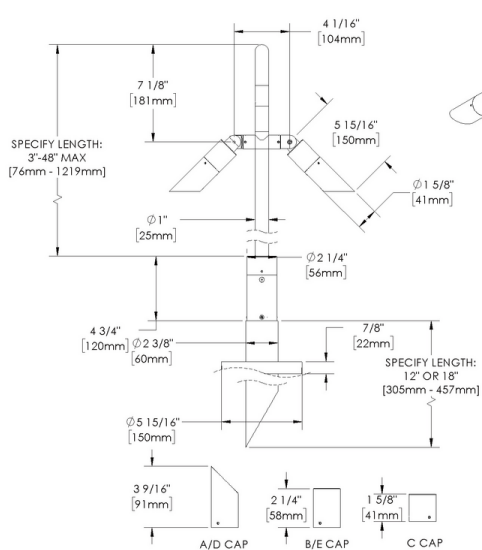 4 1/16"
[104mm]
7 1/8"
[181mm]
5 15/16"
[150mm]
SPECIFY LENGTH:
3"-48" MAX
[76mm - 1219mm]
∅1 5/8"
[41mm]
∅1"
[25mm]
∅2 1/4"
[56mm]
4 3/4"
[120mm]
∅2 3/8"
[60mm]
7/8"
[22mm]
SPECIFY LENGTH:
12" OR 18"
[305mm - 457mm]
∅5 15/16"
[150mm]
3 9/16"
[91mm]
2 1/4"
[58mm]
1 5/8"
[41mm]
A/D CAP
B/E CAP
C CAP